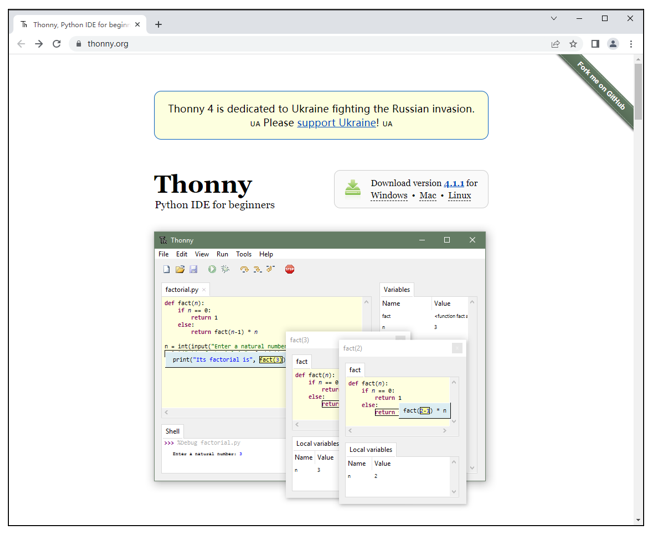 Thonny, Python IDE for begin
thonny.org
Fork me on GitHub
Thonny 4 is dedicated to Ukraine fighting the Russian invasion.
UA Please support Ukraine! UA
Thonny
Python IDE for beginners
Download version 4.1.1 for
Windows • Mac • Linux
Thonny
File Edit View Run Tools Help
STOP
factorial.py
def fact(n):
    if n == 0:
        return 1
    else:
        return fact(n-1) * n
n = int(input("Enter a natural numbe
print("Its factorial is", fact(3))
Variables
Name Value
fact <function fact a
n 3
Shell
>>> %Debug factorial.py
Enter a natural number: 3
fact(3)
fact
def fact(n):
    if n == 0
        retur
    else:
        retur
Local variables
Name Value
n 3
fact(2)
fact
def fact(n):
    if n == 0:
        return 1
    else:
        return fact(2-1) * n
Local variables
Name Value
n 2